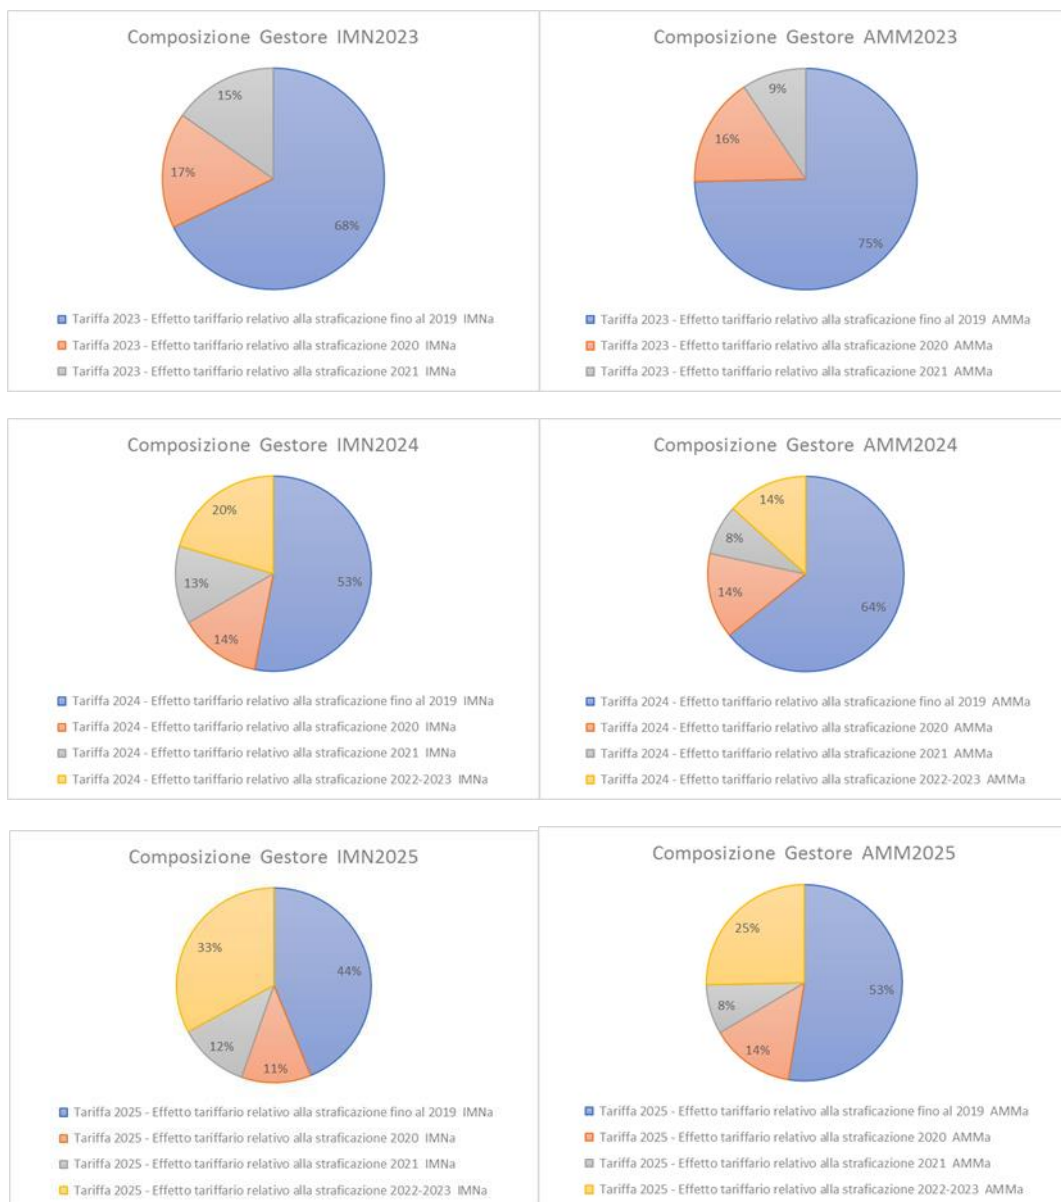 Composizione Gestore IMN2023
15%
17%
68%
Tariffa 2023 - Effetto tariffario relativo alla straficazione fino al 2019 IMNa
Tariffa 2023 - Effetto tariffario relativo alla straficazione 2020 IMNa
Tariffa 2023 - Effetto tariffario relativo alla straficazione 2021 IMNa
Composizione Gestore AMM2023
9%
16%
75%
Tariffa 2023 - Effetto tariffario relativo alla straficazione fino al 2019 AMMa
Tariffa 2023 - Effetto tariffario relativo alla straficazione 2020 AMMa
Tariffa 2023 - Effetto tariffario relativo alla straficazione 2021 AMMa
Composizione Gestore IMN2024
20%
53%
13%
14%
Tariffa 2024 - Effetto tariffario relativo alla straficazione fino al 2019 IMNa
Tariffa 2024 - Effetto tariffario relativo alla straficazione 2020 IMNa
Tariffa 2024 - Effetto tariffario relativo alla straficazione 2021 IMNa
Tariffa 2024 - Effetto tariffario relativo alla straficazione 2022-2023 IMNa
Composizione Gestore AMM2024
14%
8%
14%
64%
Tariffa 2024 - Effetto tariffario relativo alla straficazione fino al 2019 AMMa
Tariffa 2024 - Effetto tariffario relativo alla straficazione 2020 AMMa
Tariffa 2024 - Effetto tariffario relativo alla straficazione 2021 AMMa
Tariffa 2024 - Effetto tariffario relativo alla straficazione 2022-2023 AMMa
Composizione Gestore IMN2025
33%
44%
12%
11%
Tariffa 2025 - Effetto tariffario relativo alla straficazione fino al 2019 IMNa
Tariffa 2025 - Effetto tariffario relativo alla straficazione 2020 IMNa
Tariffa 2025 - Effetto tariffario relativo alla straficazione 2021 IMNa
Tariffa 2025 - Effetto tariffario relativo alla straficazione 2022-2023 IMNa
Composizione Gestore AMM2025
25%
53%
8%
14%
Tariffa 2025 - Effetto tariffario relativo alla straficazione fino al 2019 AMMa
Tariffa 2025 - Effetto tariffario relativo alla straficazione 2020 AMMa
Tariffa 2025 - Effetto tariffario relativo alla straficazione 2021 AMMa
Tariffa 2025 - Effetto tariffario relativo alla straficazione 2022-2023 AMMa